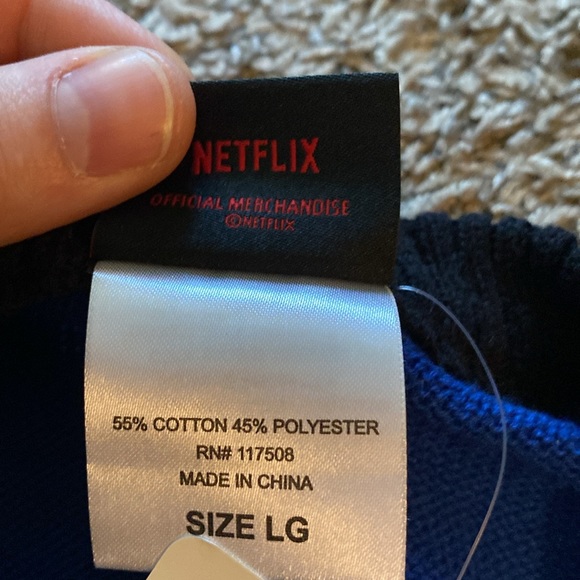 NETFLIX
OFFICIAL MERCHANDISE
©NETFLIX
55% COTTON 45% POLYESTER
RN# 117508
MADE IN CHINA
SIZE LG